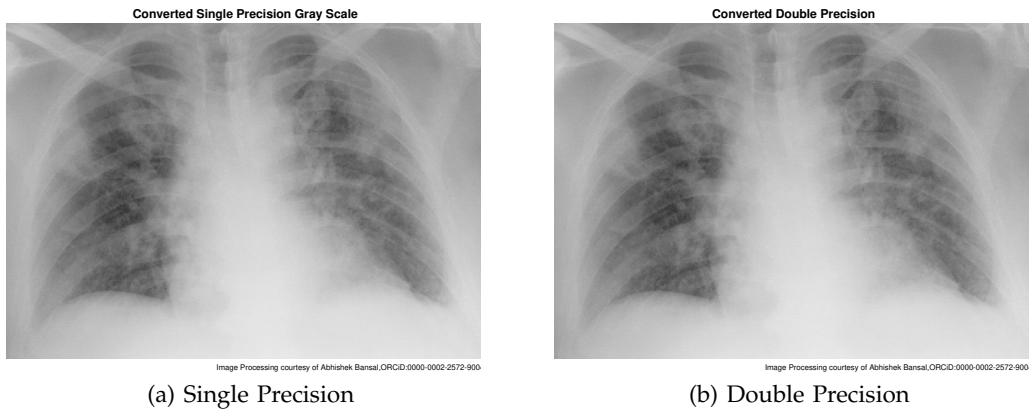 Converted Single Precision Gray Scale
Image Processing courtesy of Abhishek Bansal,ORCiD:0000-0002-2572-900
(a) Single Precision
Converted Double Precision
Image Processing courtesy of Abhishek Bansal,ORCiD:0000-0002-2572-900
(b) Double Precision